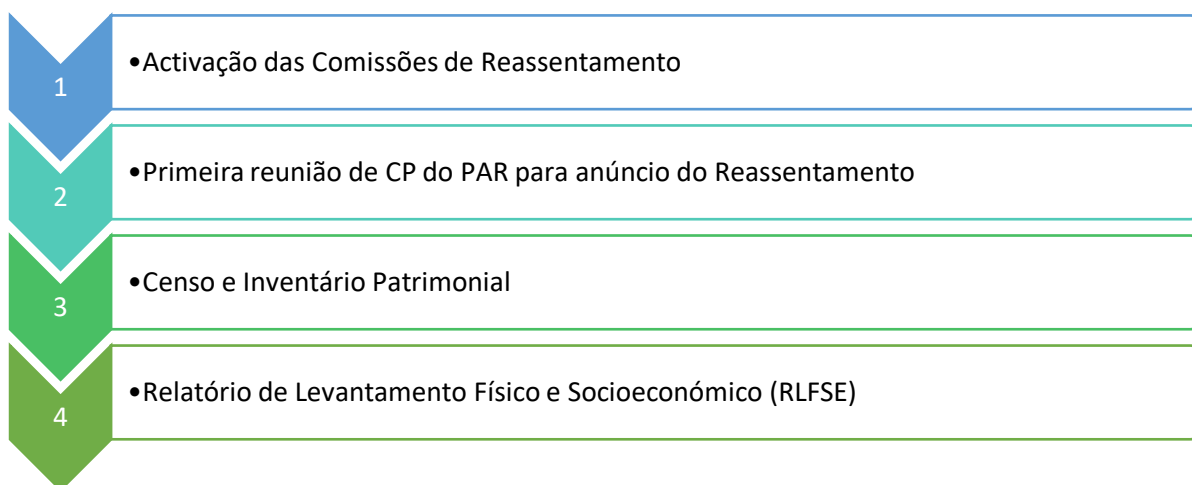 1
•Activação das Comissões de Reassentamento
2
•Primeira reunião de CP do PAR para anúncio do Reassentamento
3
•Censo e Inventário Patrimonial
4
•Relatório de Levantamento Físico e Socioeconómico (RLFSE)